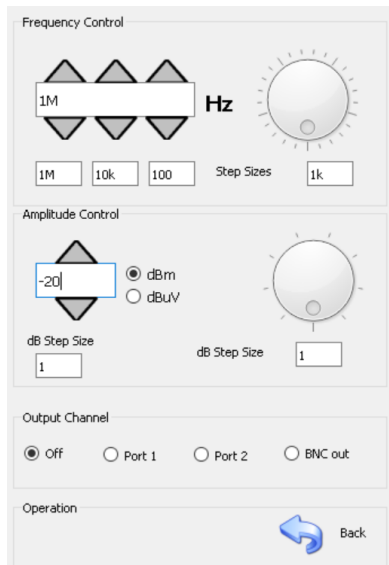 Frequency Control
1M
Hz
1M 10k 100 Step Sizes 1k
Amplitude Control
-20
dBm
dBuV
dB Step Size
1
dB Step Size 1
Output Channel
Off Port 1 Port 2 BNC out
Operation
Back